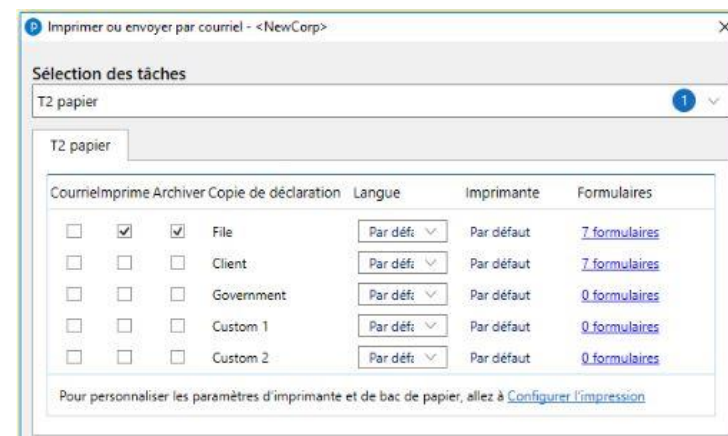 P Imprimer ou envoyer par courriel - <NewCorp>
Sélection des tâches
T2 papier 1
T2 papier
Courriel Imprime Archiver Copie de déclaration Langue Imprimante Formulaires
File Par défa Par défaut 7 formulaires
Client Par défa Par défaut 7 formulaires
Government Par défa Par défaut 0 formulaires
Custom 1 Par défa Par défaut 0 formulaires
Custom 2 Par défa Par défaut 0 formulaires
Pour personnaliser les paramètres d'imprimante et de bac de papier, allez à Configurer l'impression